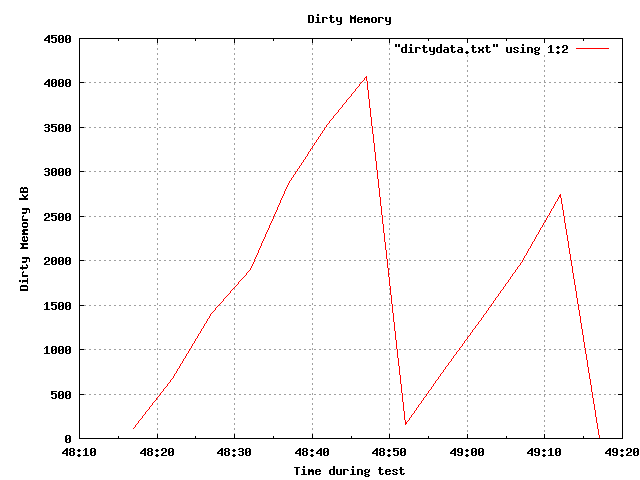 Dirty Memory
"dirtydata.txt" using 1:2
4500
4000
3500
3000
2500
2000
1500
1000
500
0
Dirty Memory kB
48:10 48:20 48:30 48:40 48:50 49:00 49:10 49:20
Time during test